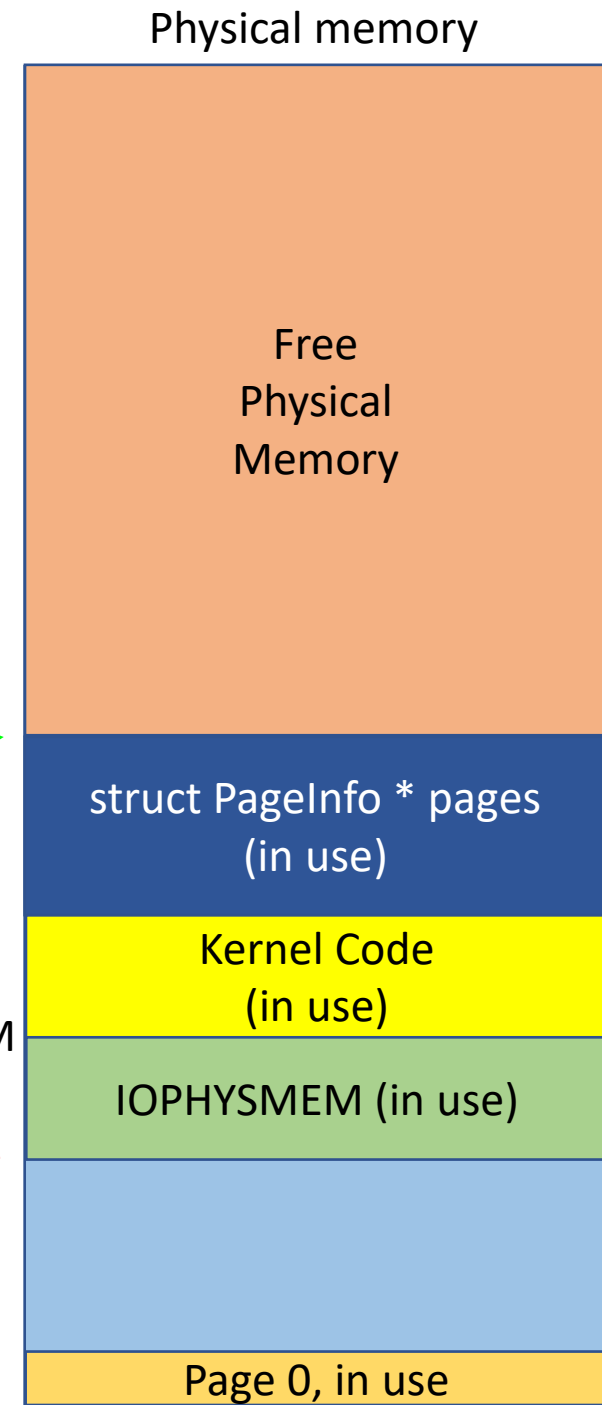 Physical memory
Free
Physical
Memory
struct PageInfo * pages
(in use)
Kernel Code
(in use)
M
IOPHYSMEM (in use)
Page 0, in use